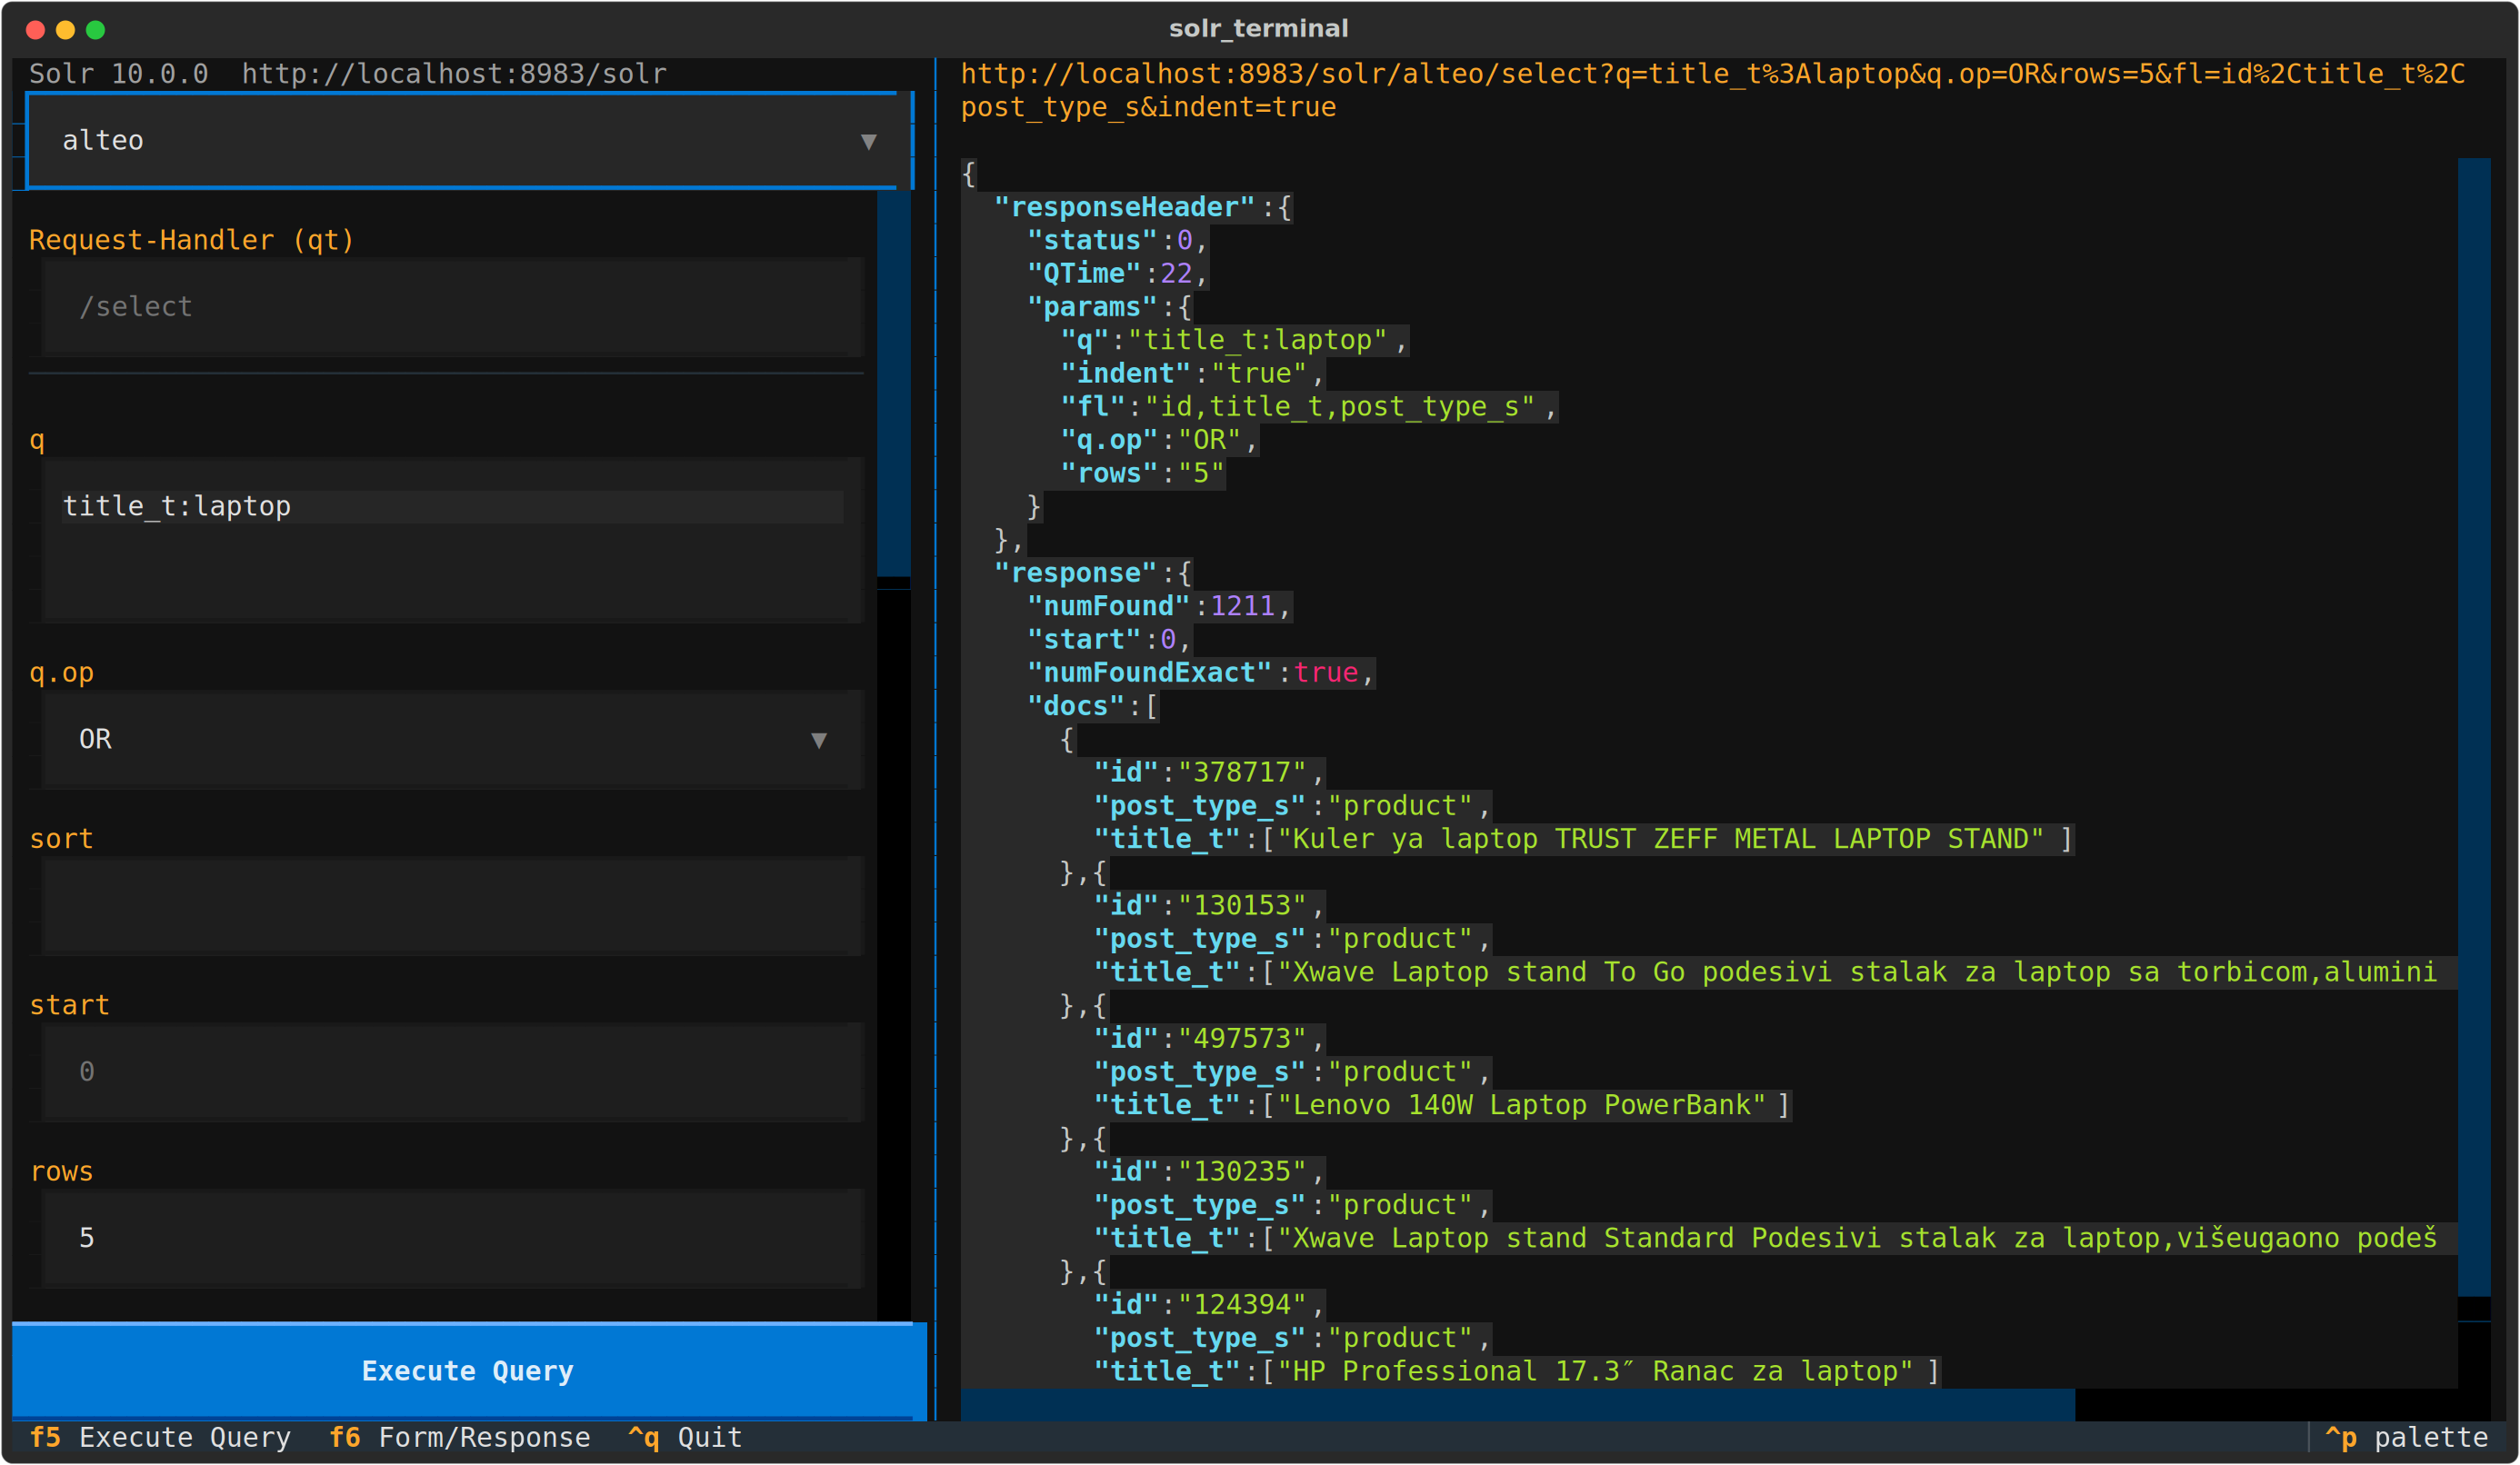 solr_terminal
Solr 10.0.0  http://localhost:8983/solr
alteo ▼
Request-Handler (qt)
/select
q
title_t:laptop
q.op
OR ▼
sort
start
0
rows
5
Execute Query
http://localhost:8983/solr/alteo/select?q=title_t%3Alaptop&q.op=OR&rows=5&fl=id%2Ctitle_t%2C
post_type_s&indent=true
{
  "responseHeader":{
    "status":0,
    "QTime":22,
    "params":{
      "q":"title_t:laptop",
      "indent":"true",
      "fl":"id,title_t,post_type_s",
      "q.op":"OR",
      "rows":"5"
    }
  },
  "response":{
    "numFound":1211,
    "start":0,
    "numFoundExact":true,
    "docs":[
      {
        "id":"378717",
        "post_type_s":"product",
        "title_t":["Kuler ya laptop TRUST ZEFF METAL LAPTOP STAND"]
      },{
        "id":"130153",
        "post_type_s":"product",
        "title_t":["Xwave Laptop stand To Go podesivi stalak za laptop sa torbicom,alumini
      },{
        "id":"497573",
        "post_type_s":"product",
        "title_t":["Lenovo 140W Laptop PowerBank"]
      },{
        "id":"130235",
        "post_type_s":"product",
        "title_t":["Xwave Laptop stand Standard Podesivi stalak za laptop,višeugaono podeš
      },{
        "id":"124394",
        "post_type_s":"product",
        "title_t":["HP Professional 17.3″ Ranac za laptop"]
f5 Execute Query  f6 Form/Response  ^q Quit  ^p palette